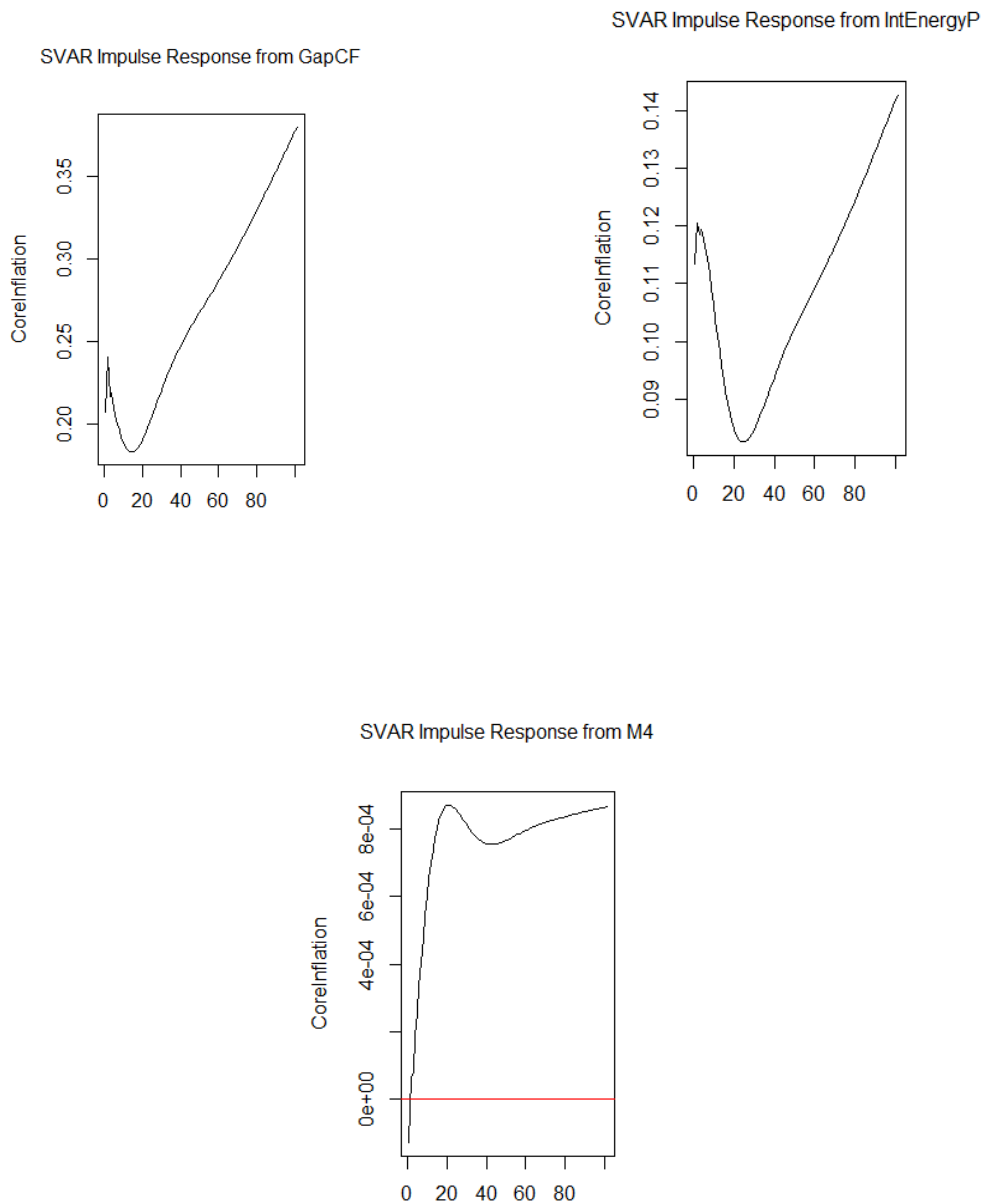 SVAR Impulse Response from IntEnergyP
SVAR Impulse Response from GapCF
CoreInflation
0.35
0.30
0.25
0.20
0 20 40 60 80
CoreInflation
0.14
0.13
0.12
0.11
0.10
0.09
0 20 40 60 80
SVAR Impulse Response from M4
CoreInflation
8e-04
6e-04
4e-04
0e+00
0 20 40 60 80